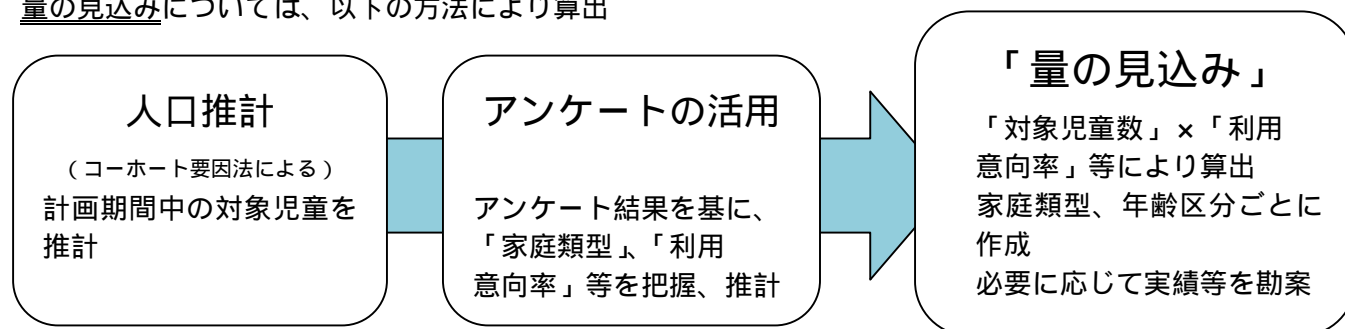 量の見込みについては、以下の方法により算出
人口推計
（コーホート要因法による）
計画期間中の対象児童を
推計
アンケートの活用
アンケート結果を基に、
「家庭類型」、「利用
意向率」等を把握、推計
「量の見込み」
「対象児童数」×「利用
意向率」等により算出
家庭類型、年齢区分ごとに
作成
必要に応じて実績等を勘案